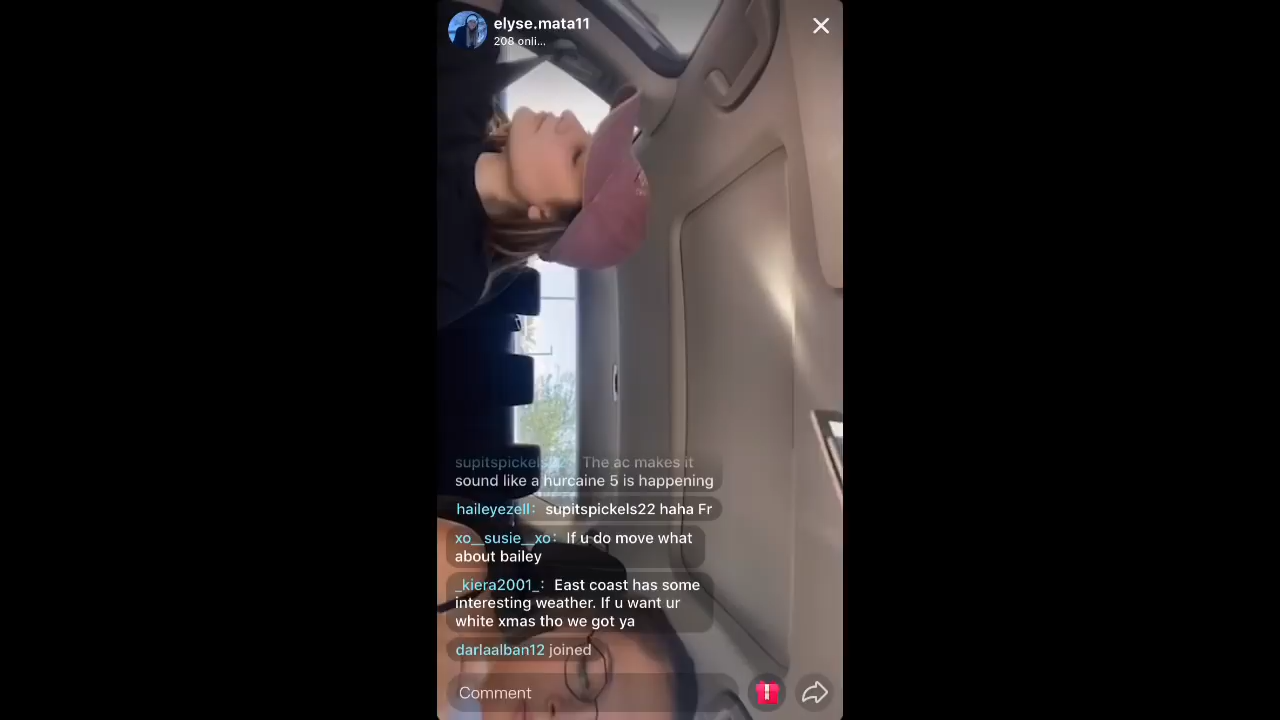 elyse.mata11
208 onli...
supitspickels22: The ac makes it
sound like a hurcaine 5 is happening
haileyezell: supitspickels22 haha Fr
xo__susie__xo: If u do move what
about bailey
_kiera2001_: East coast has some
interesting weather. If u want ur
white xmas tho we got ya
darlaalban12 joined
Comment